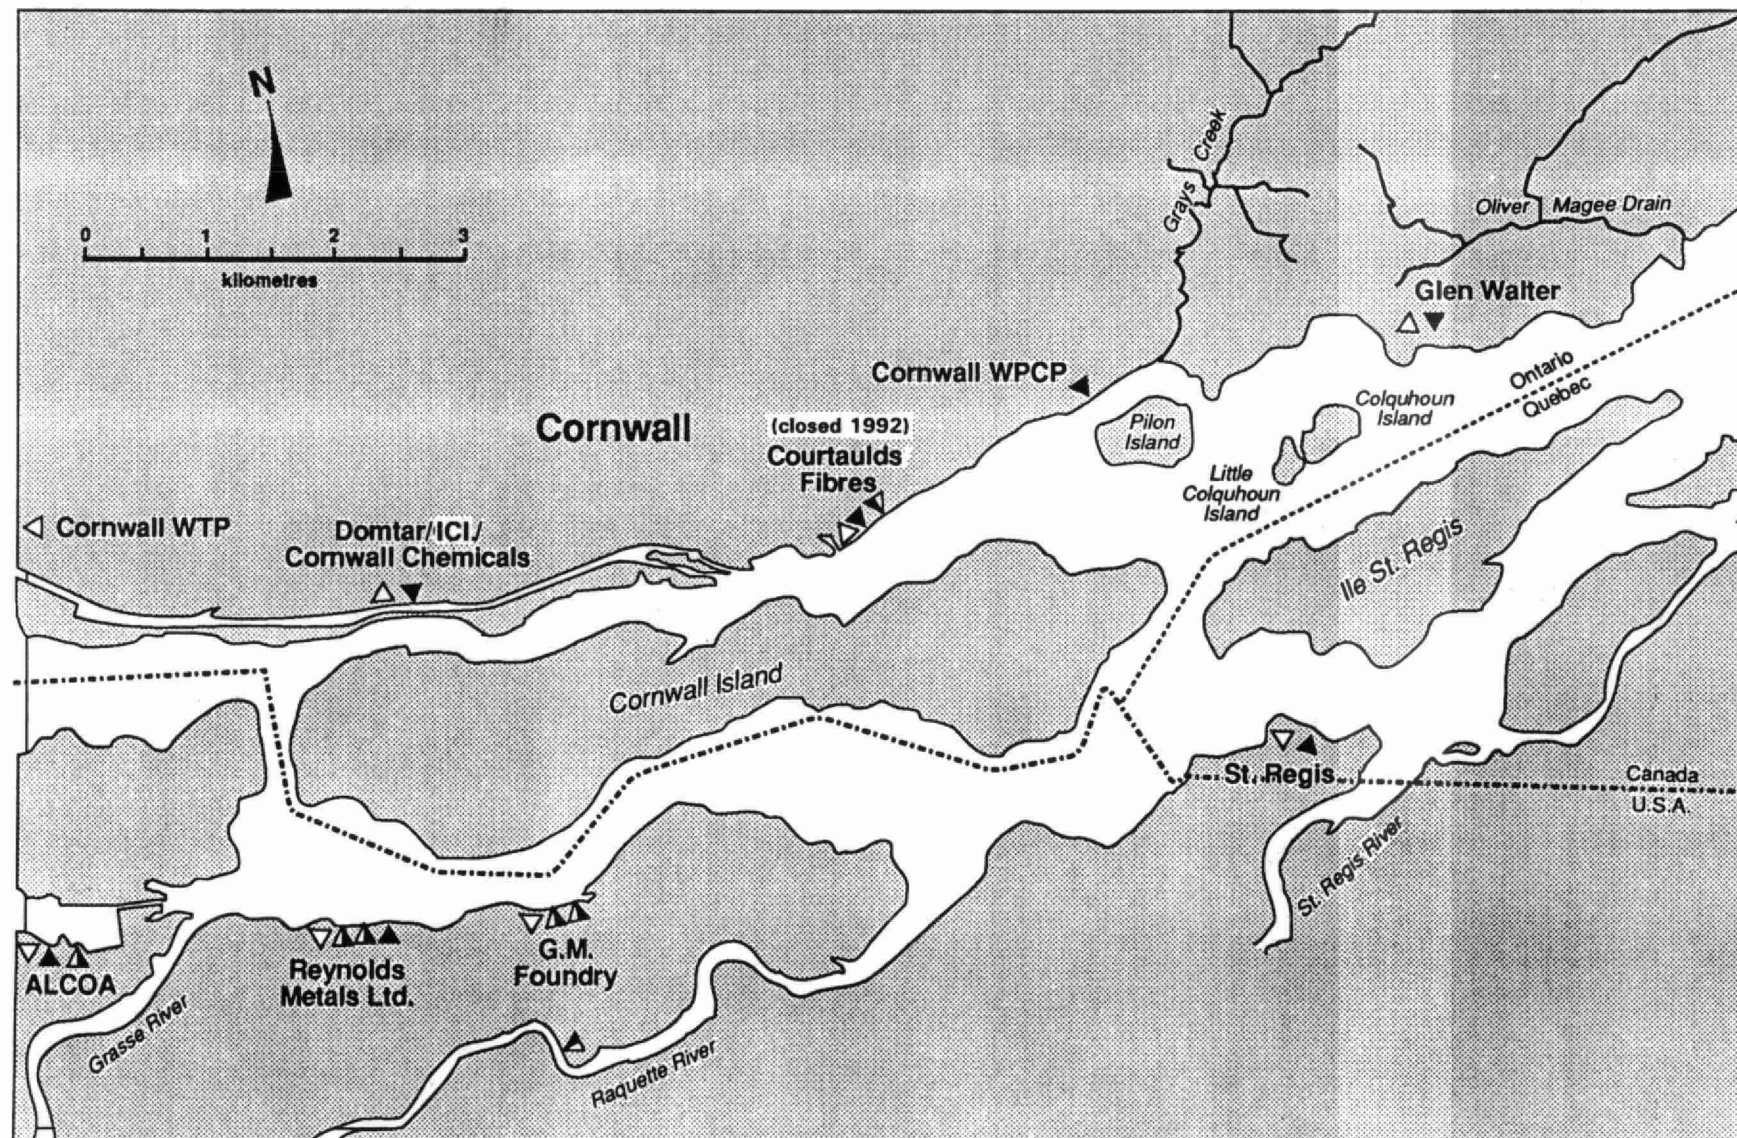 N
0 1 2 3
kilometres
Grays Creek
Oliver Magee Drain
Glen Walter
Cornwall WPCP
Ontario
Quebec
Colquhoun
Island
Pilon
Island
Cornwall
(closed 1992)
Courtaulds
Fibres
Little
Colquhoun
Island
Cornwall WTP
Domtar/ICI/
Cornwall Chemicals
Ile St. Regis
Cornwall Island
St. Regis
Canada
U.S.A.
St. Regis River
ALCOA
Reynolds
Metals Ltd.
G.M.
Foundry
Grasse River
Raquette River